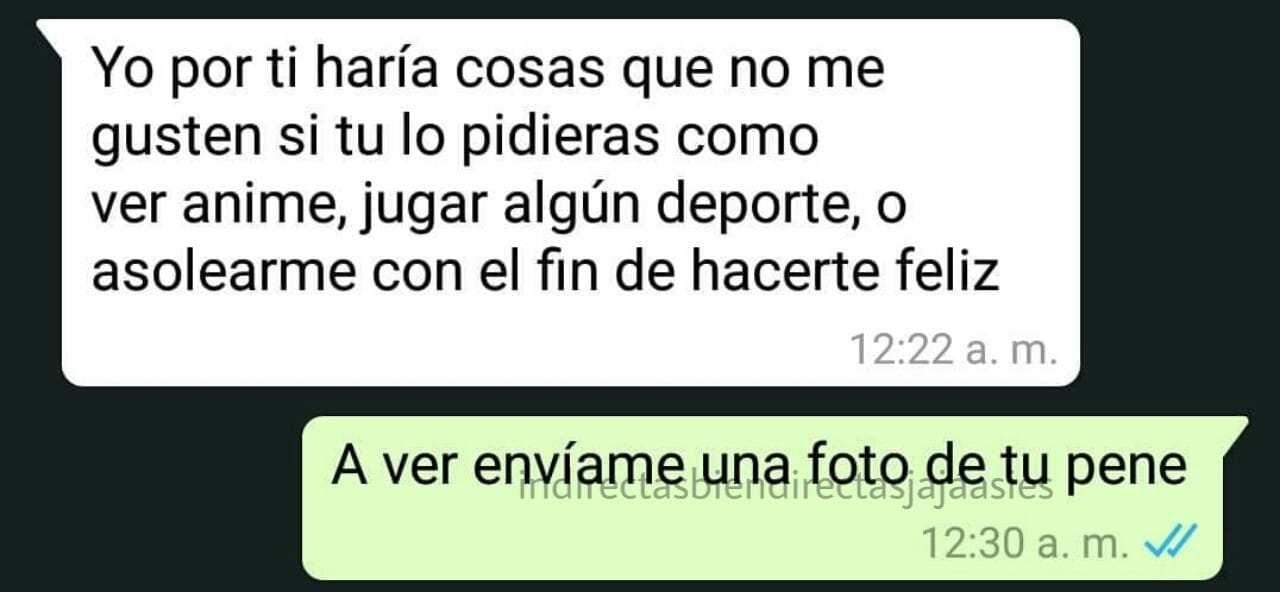 Yo por ti haría cosas que no me
gusten si tu lo pidieras como
ver anime, jugar algún deporte, o
asolearme con el fin de hacerte feliz
12:22 a. m.
A ver envíame una foto de tu pene
indirectasbiendirectasjajaasies
12:30 a. m.